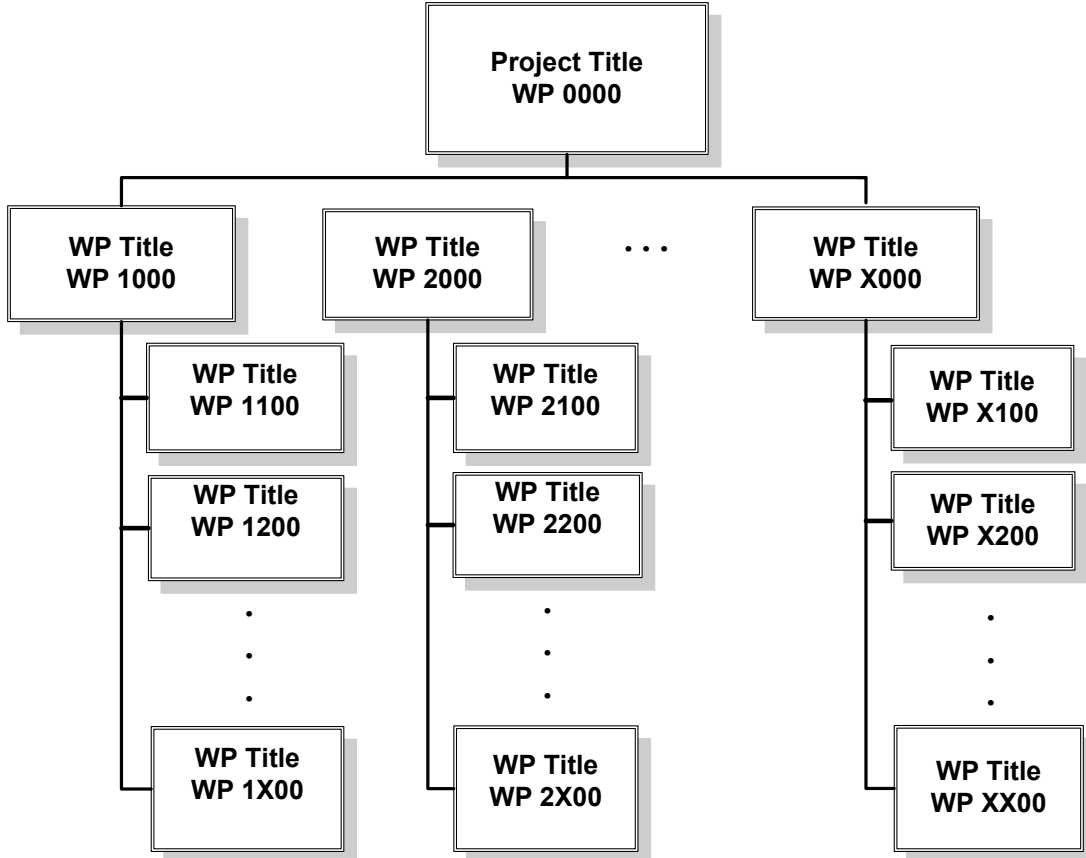 Project Title
WP 0000
WP Title
WP 1000
WP Title
WP 2000
. . .
WP Title
WP X000
WP Title
WP 1100
WP Title
WP 2100
WP Title
WP X100
WP Title
WP 1200
WP Title
WP 2200
WP Title
WP X200
.
.
.
.
.
.
.
.
.
WP Title
WP 1X00
WP Title
WP 2X00
WP Title
WP XX00